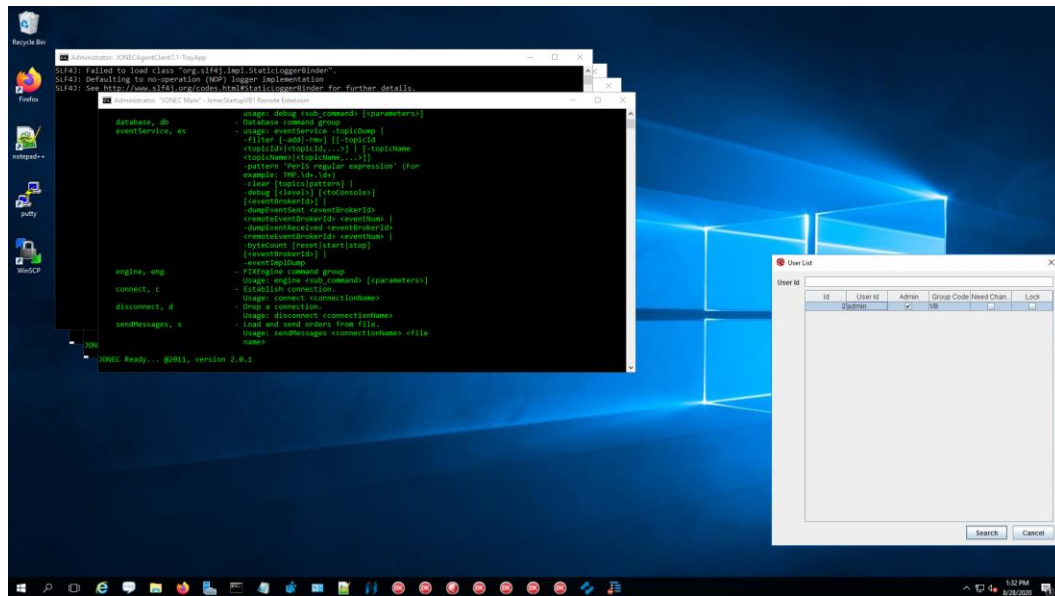 Recycle Bin
Firefox
notepad++
putty
WinSCP
Administrator: JONECAgentClient7.1-TrayApp
SLF4J: Failed to load class "org.slf4j.impl.StaticLoggerBinder".
SLF4J: Defaulting to no-operation (NOP) logger implementation
SLF4J: See http://www.slf4j.org/codes.html#StaticLoggerBinder for further details.
Administrator: "JONEC Main" - JonecStartupVB1 Remote Extension
usage: debug <sub_command> [<parameters>]
database, db - Database command group
eventService, es - usage: eventService -topicDump |
-filter [-add|-rmv] [[-topicId
<topicId>|<topicId,...>] | [-topicName
<topicName>|<topicName,...>]]
-pattern 'Perl5 regular expression' (For
example: TMP.\d+.\d+)
-clear [topics|pattern] |
-debug [<level>] [<toConsole>]
[<eventBrokerId>] |
-dumpEventSent <eventBrokerId>
<remoteEventBrokerId> <eventNum> |
-dumpEventReceived <eventBrokerId>
<remoteEventBrokerId> <eventNum> |
-byteCount [reset|start|stop]
[<eventBrokerId>] |
-eventImplDump
engine, eng - FIXEngine command group
Usage: engine <sub_command> [<parameters>]
connect, c - Establish connection.
Usage: connect <connectionName>
disconnect, d - Drop a connection.
Usage: disconnect <connectionName>
sendMessages, s - Load and send orders from file.
Usage: sendMessages <connectionName> <file
name>
JONEC Ready... @2011, version 2.0.1
User List
User Id
Id User Id Admin Group Code Need Chan... Lock
2 admin VB
Search Cancel
1:32 PM
8/28/2020